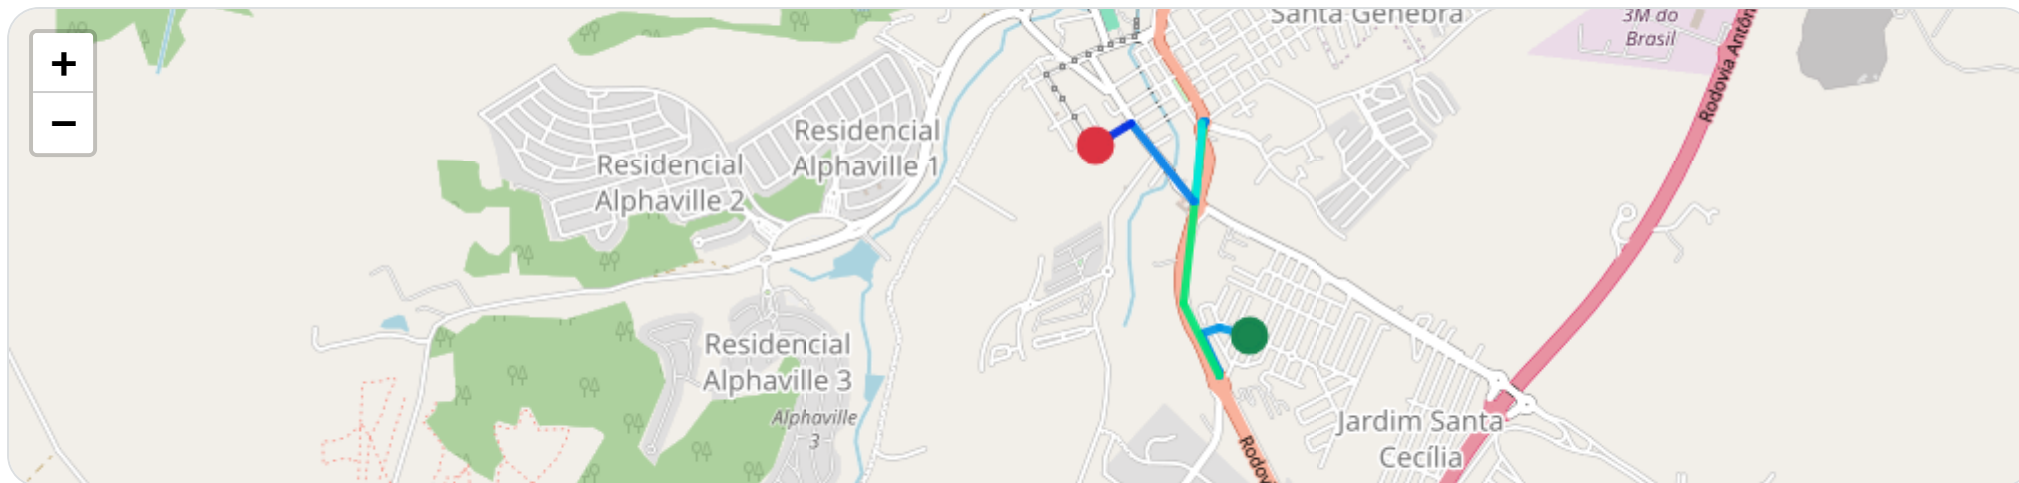 +
−
Santa Genebra
3M do
Brasil
Rodovia Antôn
Residencial
Alphaville 1
Residencial
Alphaville 2
Residencial
Alphaville 3
Alphaville
3
Jardim Santa
Cecília
Rodov